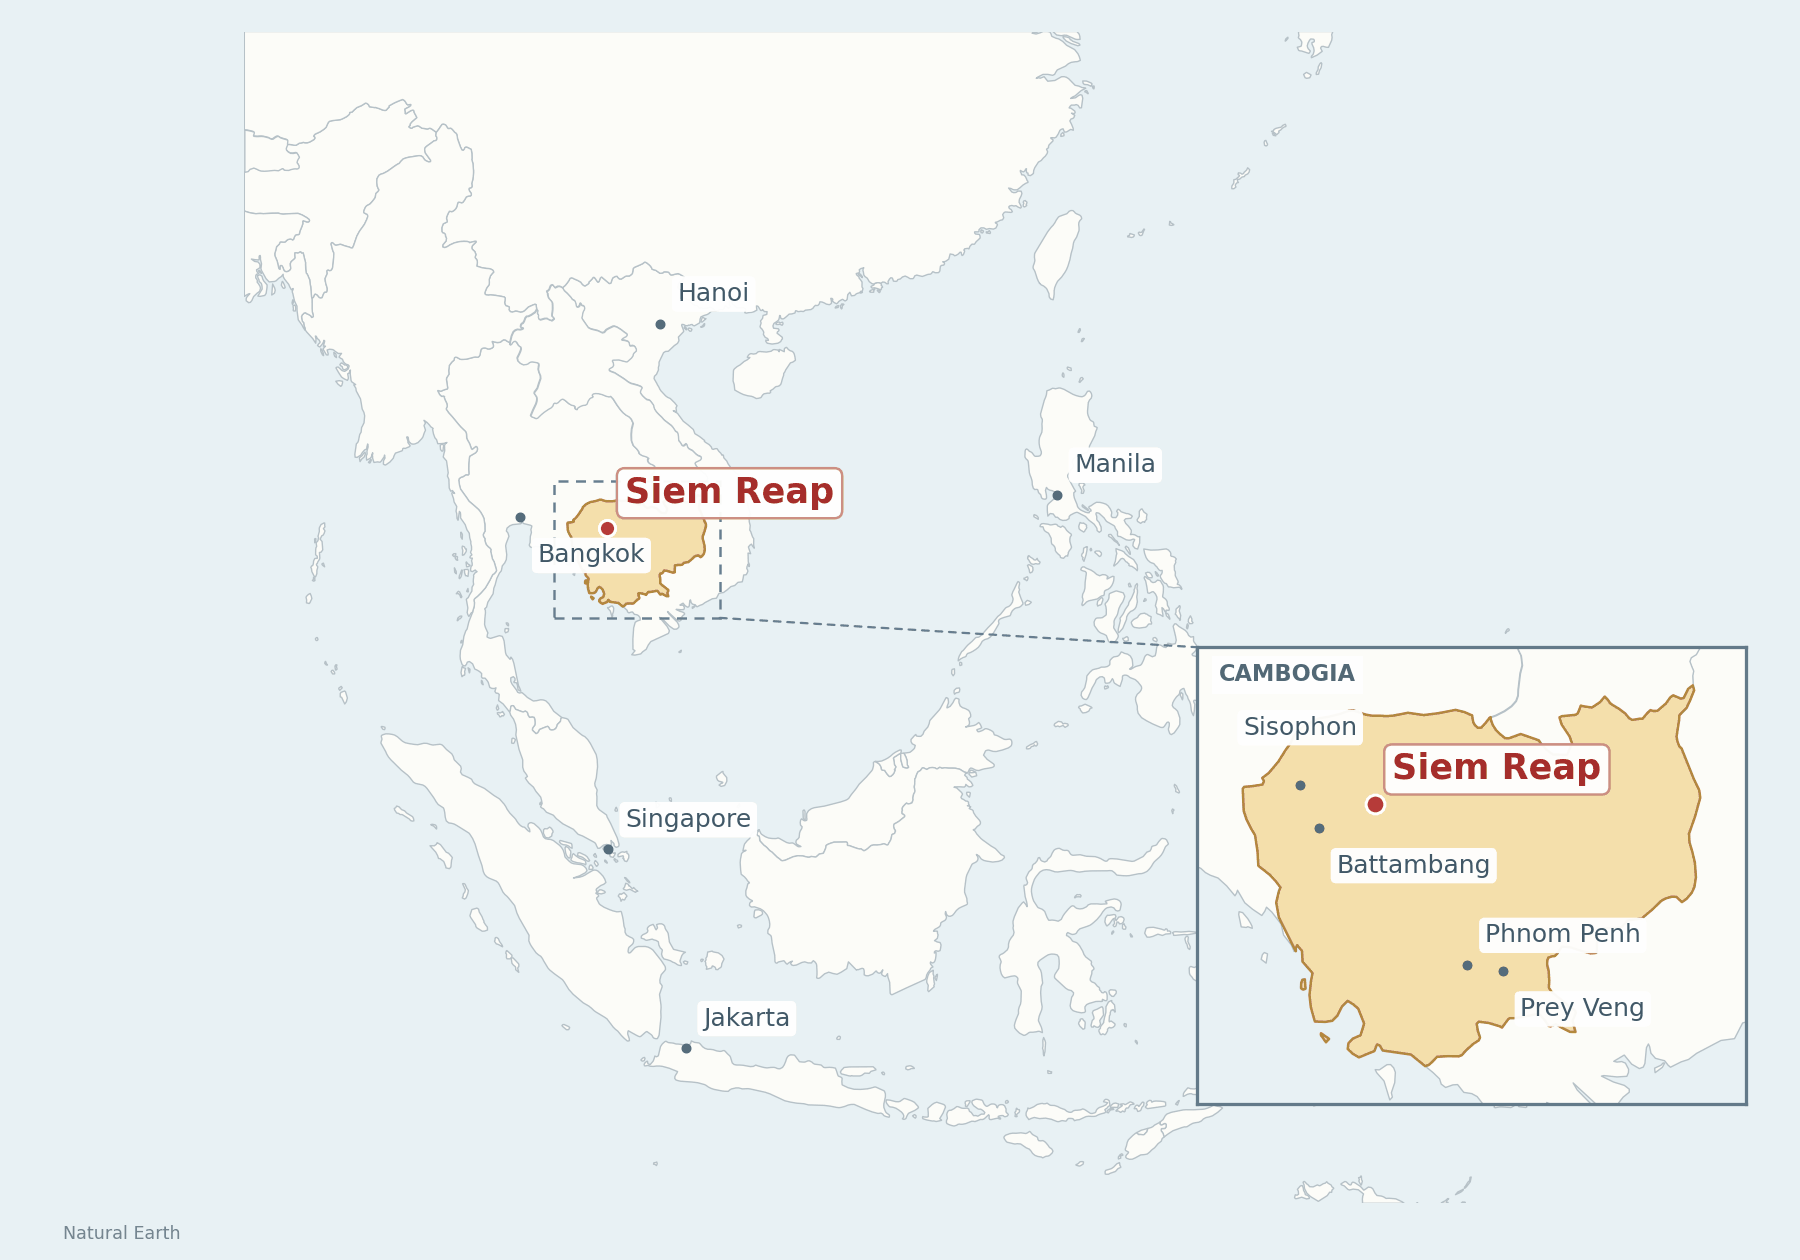 Hanoi
Manila
Siem Reap
Bangkok
CAMBOGIA
Sisophon
Siem Reap
Singapore
Battambang
Phnom Penh
Prey Veng
Jakarta
Natural Earth